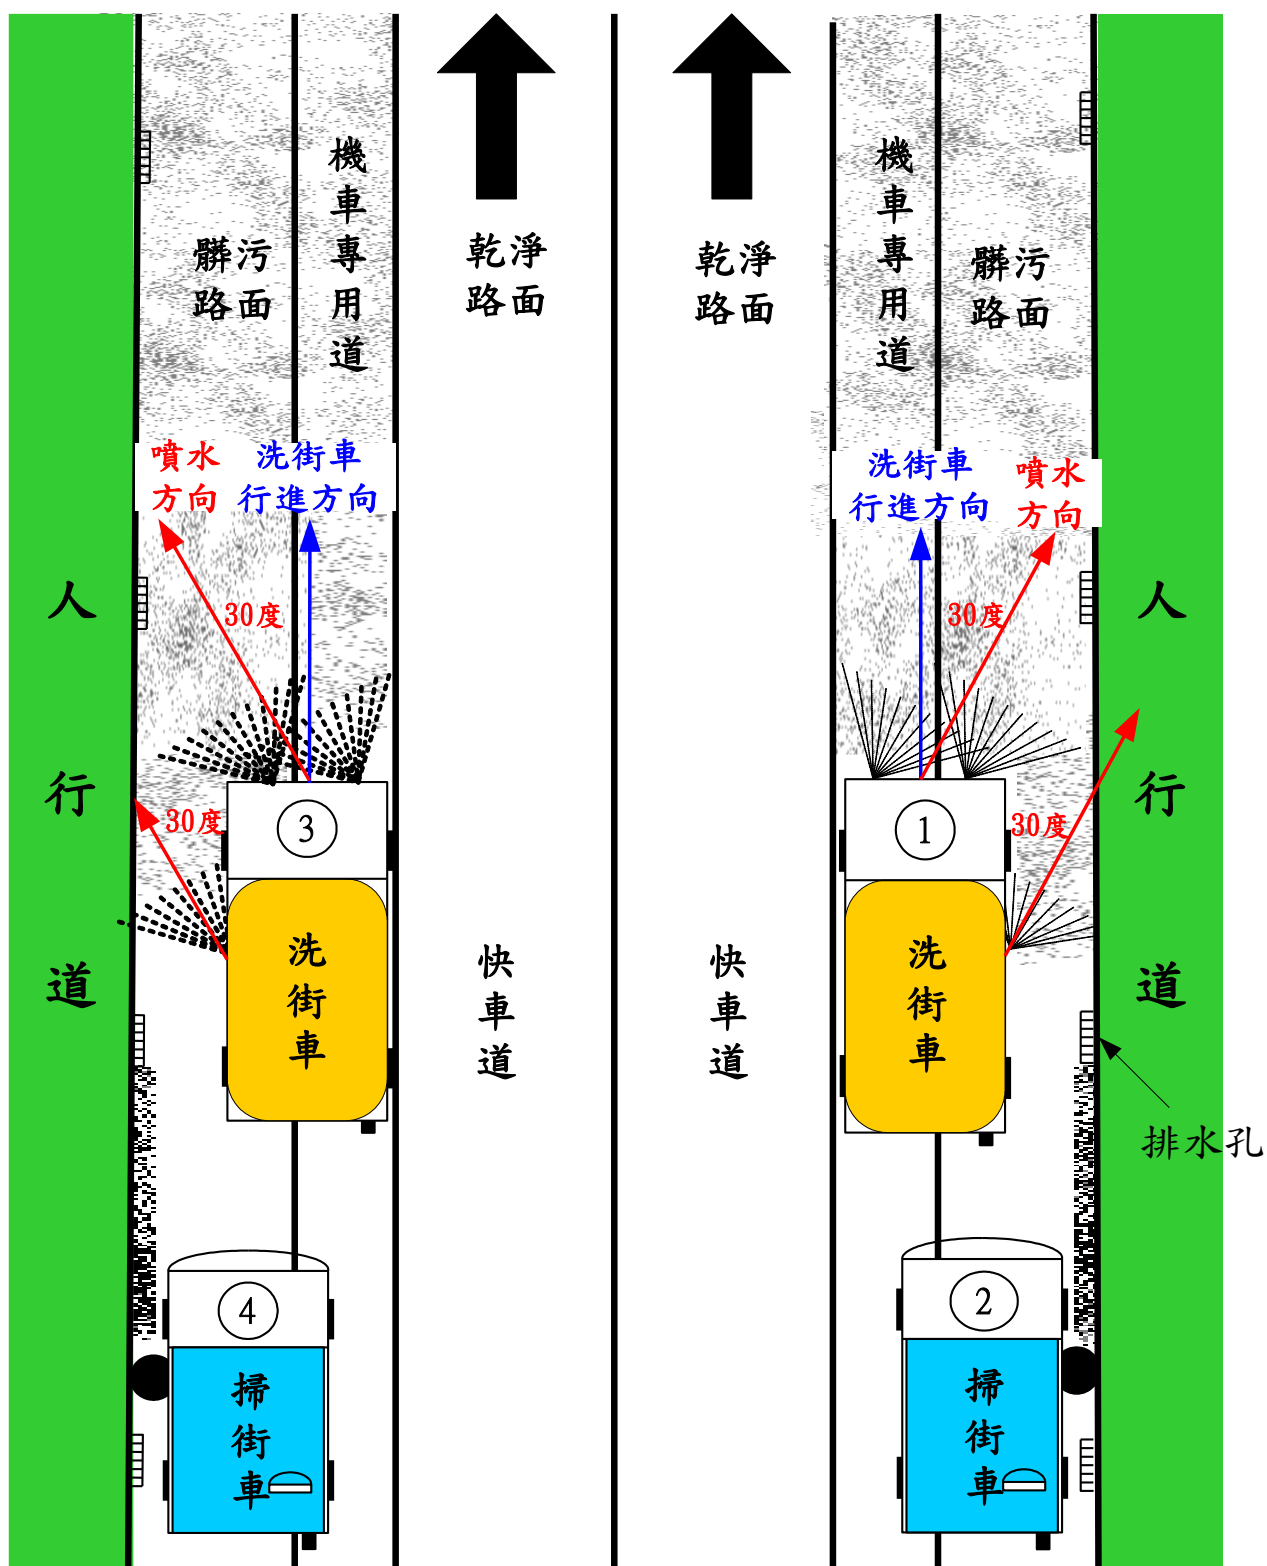 機車專用道
髒污
路面
乾淨
路面
乾淨
路面
機車專用道
髒污
路面
噴水
方向
洗街車
行進方向
洗街車
行進方向
噴水
方向
30度
30度
30度
30度
人行道
人行道
③
①
洗街車
快車道
快車道
洗街車
排水孔
④
②
掃街車
掃街車